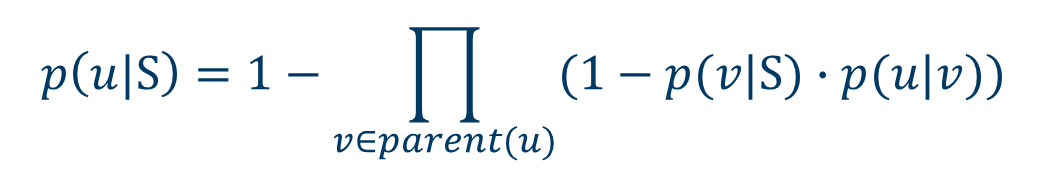 p(u|S) = 1 − ∏ (1 − p(v|S) · p(u|v))
v∈parent(u)